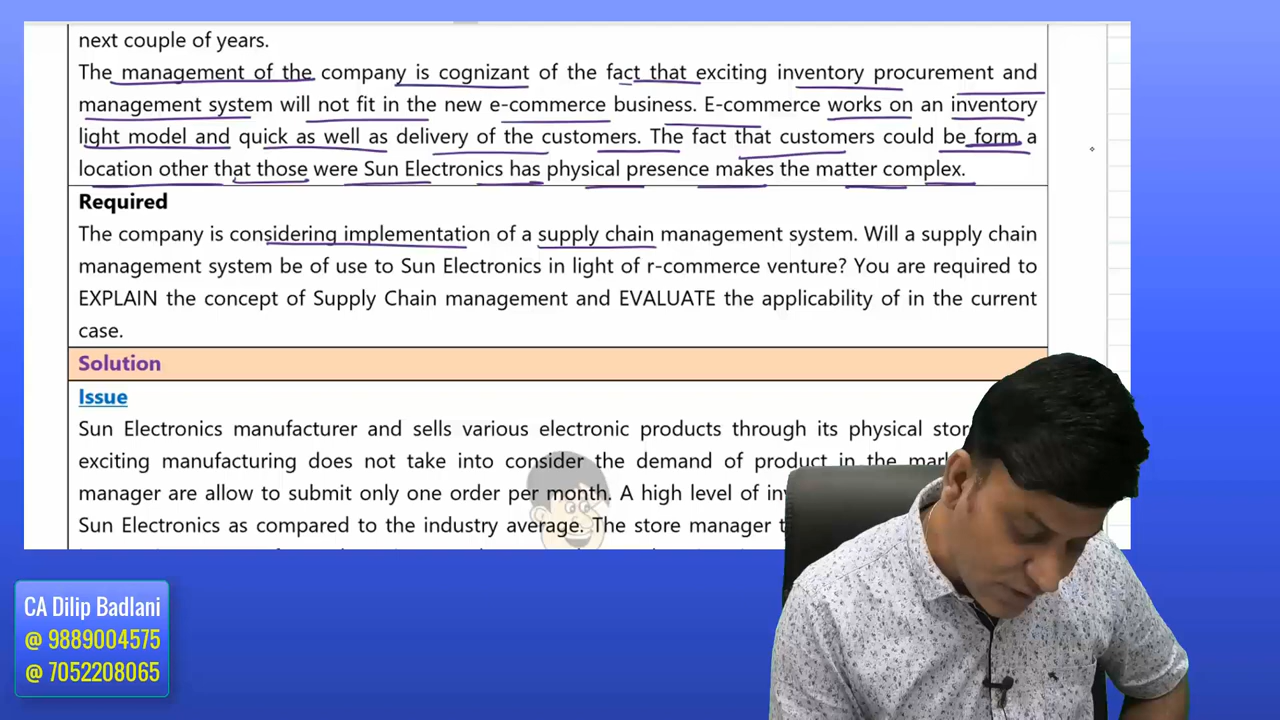 next couple of years.
The management of the company is cognizant of the fact that exciting inventory procurement and
management system will not fit in the new e-commerce business. E-commerce works on an inventory
light model and quick as well as delivery of the customers. The fact that customers could be form a
location other that those were Sun Electronics has physical presence makes the matter complex.
Required
The company is considering implementation of a supply chain management system. Will a supply chain
management system be of use to Sun Electronics in light of r-commerce venture? You are required to
EXPLAIN the concept of Supply Chain management and EVALUATE the applicability of in the current
case.
Solution
Issue
Sun Electronics manufacturer and sells various electronic products through its physical
exciting manufacturing does not take into consider the demand of product in the
manager are allow to submit only one order per month. A high level of
Sun Electronics as compared to the industry average. The store manager
CA Dilip Badlani
@ 9889004575
@ 7052208065